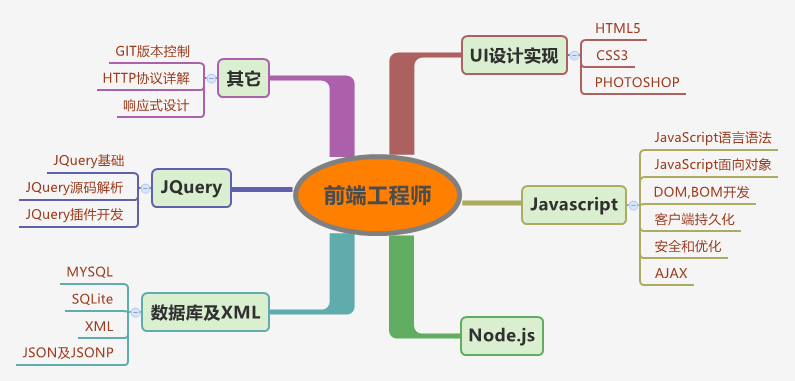 前端工程师
UI设计实现
HTML5
CSS3
PHOTOSHOP
Javascript
JavaScript语言语法
JavaScript面向对象
DOM,BOM开发
客户端持久化
安全和优化
AJAX
Node.js
其它
GIT版本控制
HTTP协议详解
响应式设计
JQuery
JQuery基础
JQuery源码解析
JQuery插件开发
数据库及XML
MYSQL
SQLite
XML
JSON及JSONP